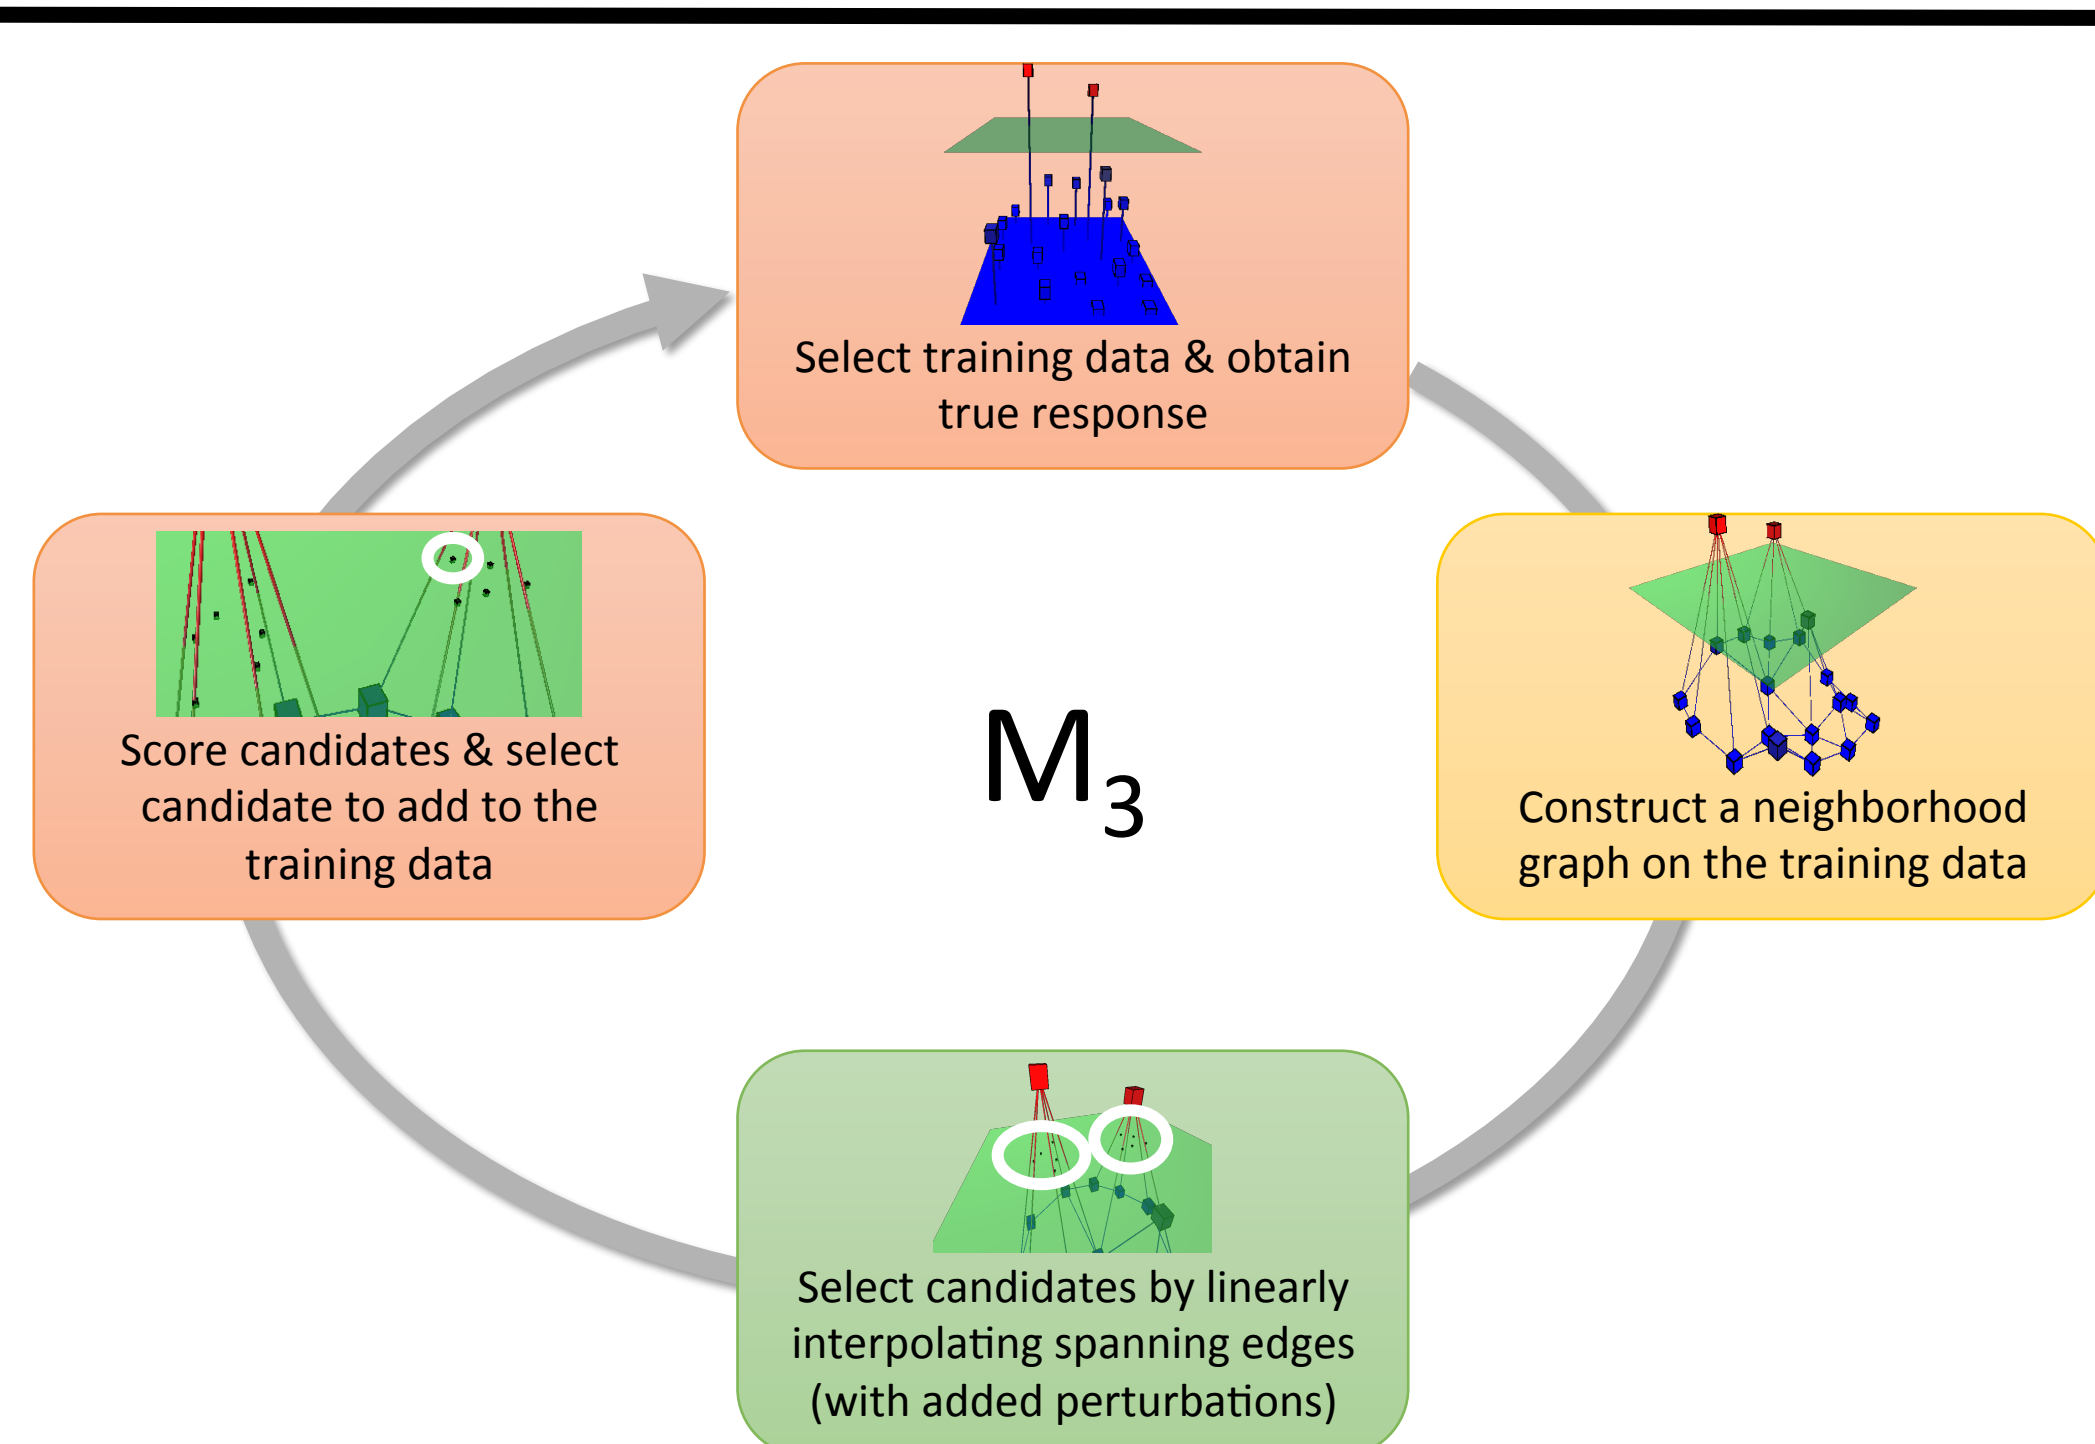 Select training data & obtain
true response
Score candidates & select
candidate to add to the
training data
M₃
Construct a neighborhood
graph on the training data
Select candidates by linearly
interpolating spanning edges
(with added perturbations)